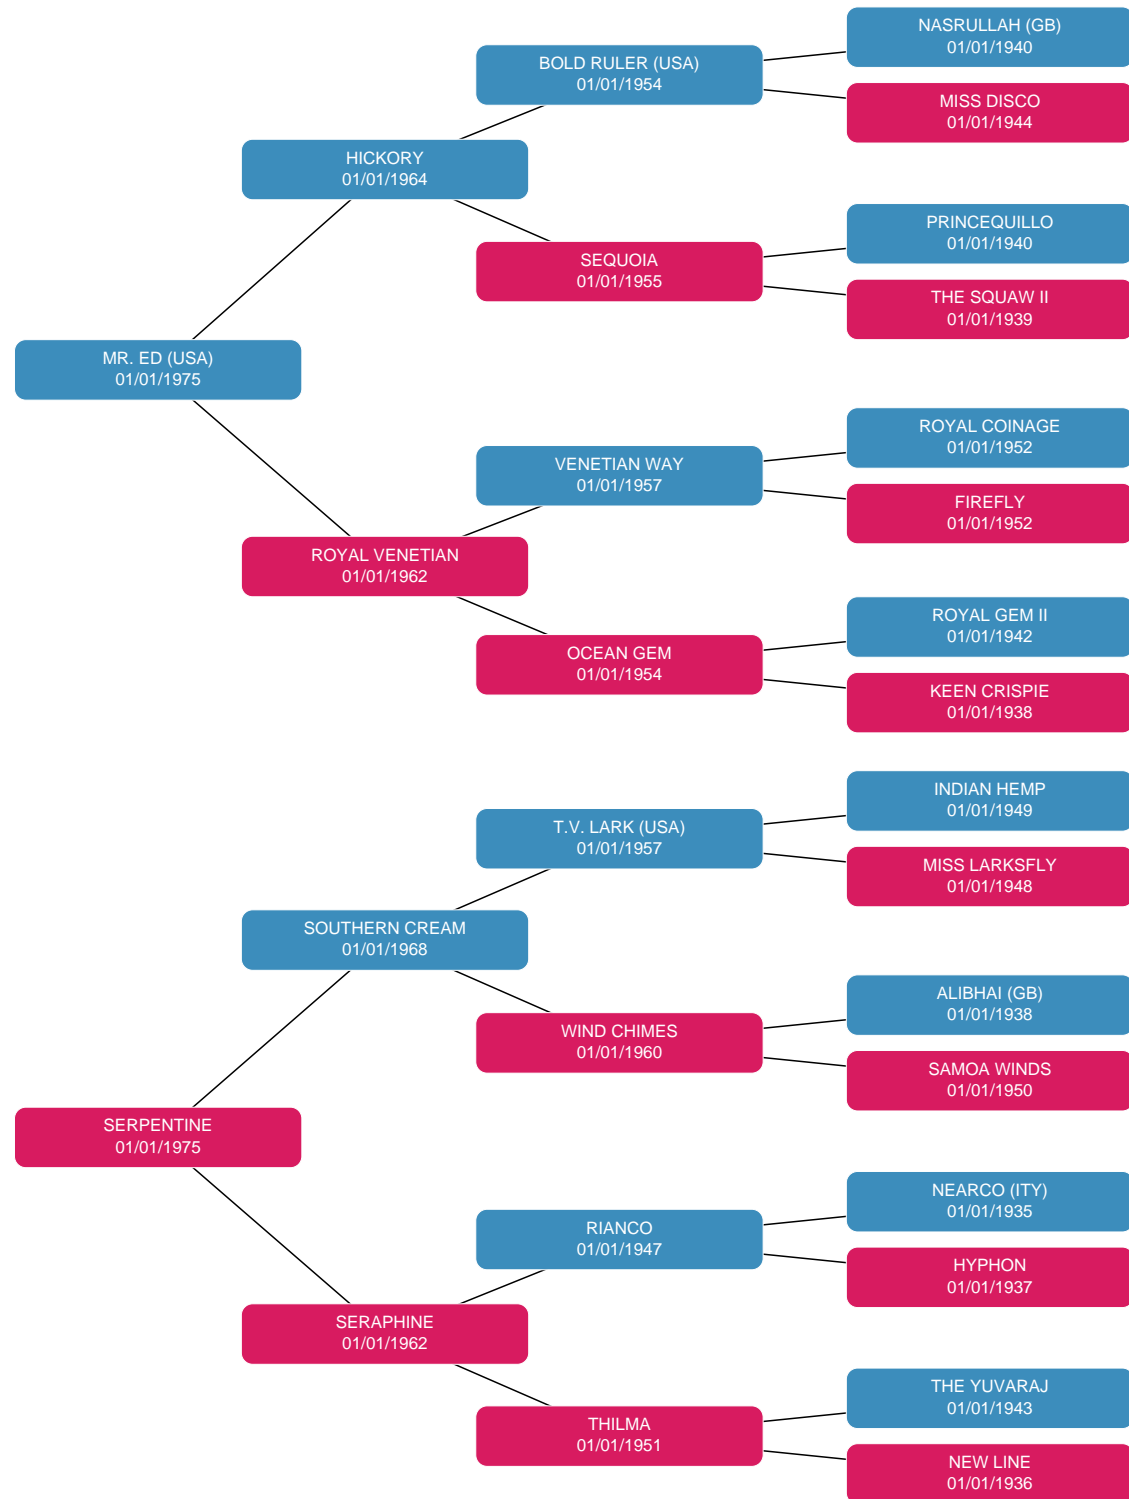 NASRULLAH (GB)
01/01/1940
BOLD RULER (USA)
01/01/1954
MISS DISCO
01/01/1944
HICKORY
01/01/1964
PRINCEQUILLO
01/01/1940
SEQUOIA
01/01/1955
THE SQUAW II
01/01/1939
MR. ED (USA)
01/01/1975
ROYAL COINAGE
01/01/1952
VENETIAN WAY
01/01/1957
FIREFLY
01/01/1952
ROYAL VENETIAN
01/01/1962
ROYAL GEM II
01/01/1942
OCEAN GEM
01/01/1954
KEEN CRISPIE
01/01/1938
INDIAN HEMP
01/01/1949
T.V. LARK (USA)
01/01/1957
MISS LARKSFLY
01/01/1948
SOUTHERN CREAM
01/01/1968
ALIBHAI (GB)
01/01/1938
WIND CHIMES
01/01/1960
SAMOA WINDS
01/01/1950
SERPENTINE
01/01/1975
NEARCO (ITY)
01/01/1935
RIANCO
01/01/1947
HYPHON
01/01/1937
SERAPHINE
01/01/1962
THE YUVARAJ
01/01/1943
THILMA
01/01/1951
NEW LINE
01/01/1936